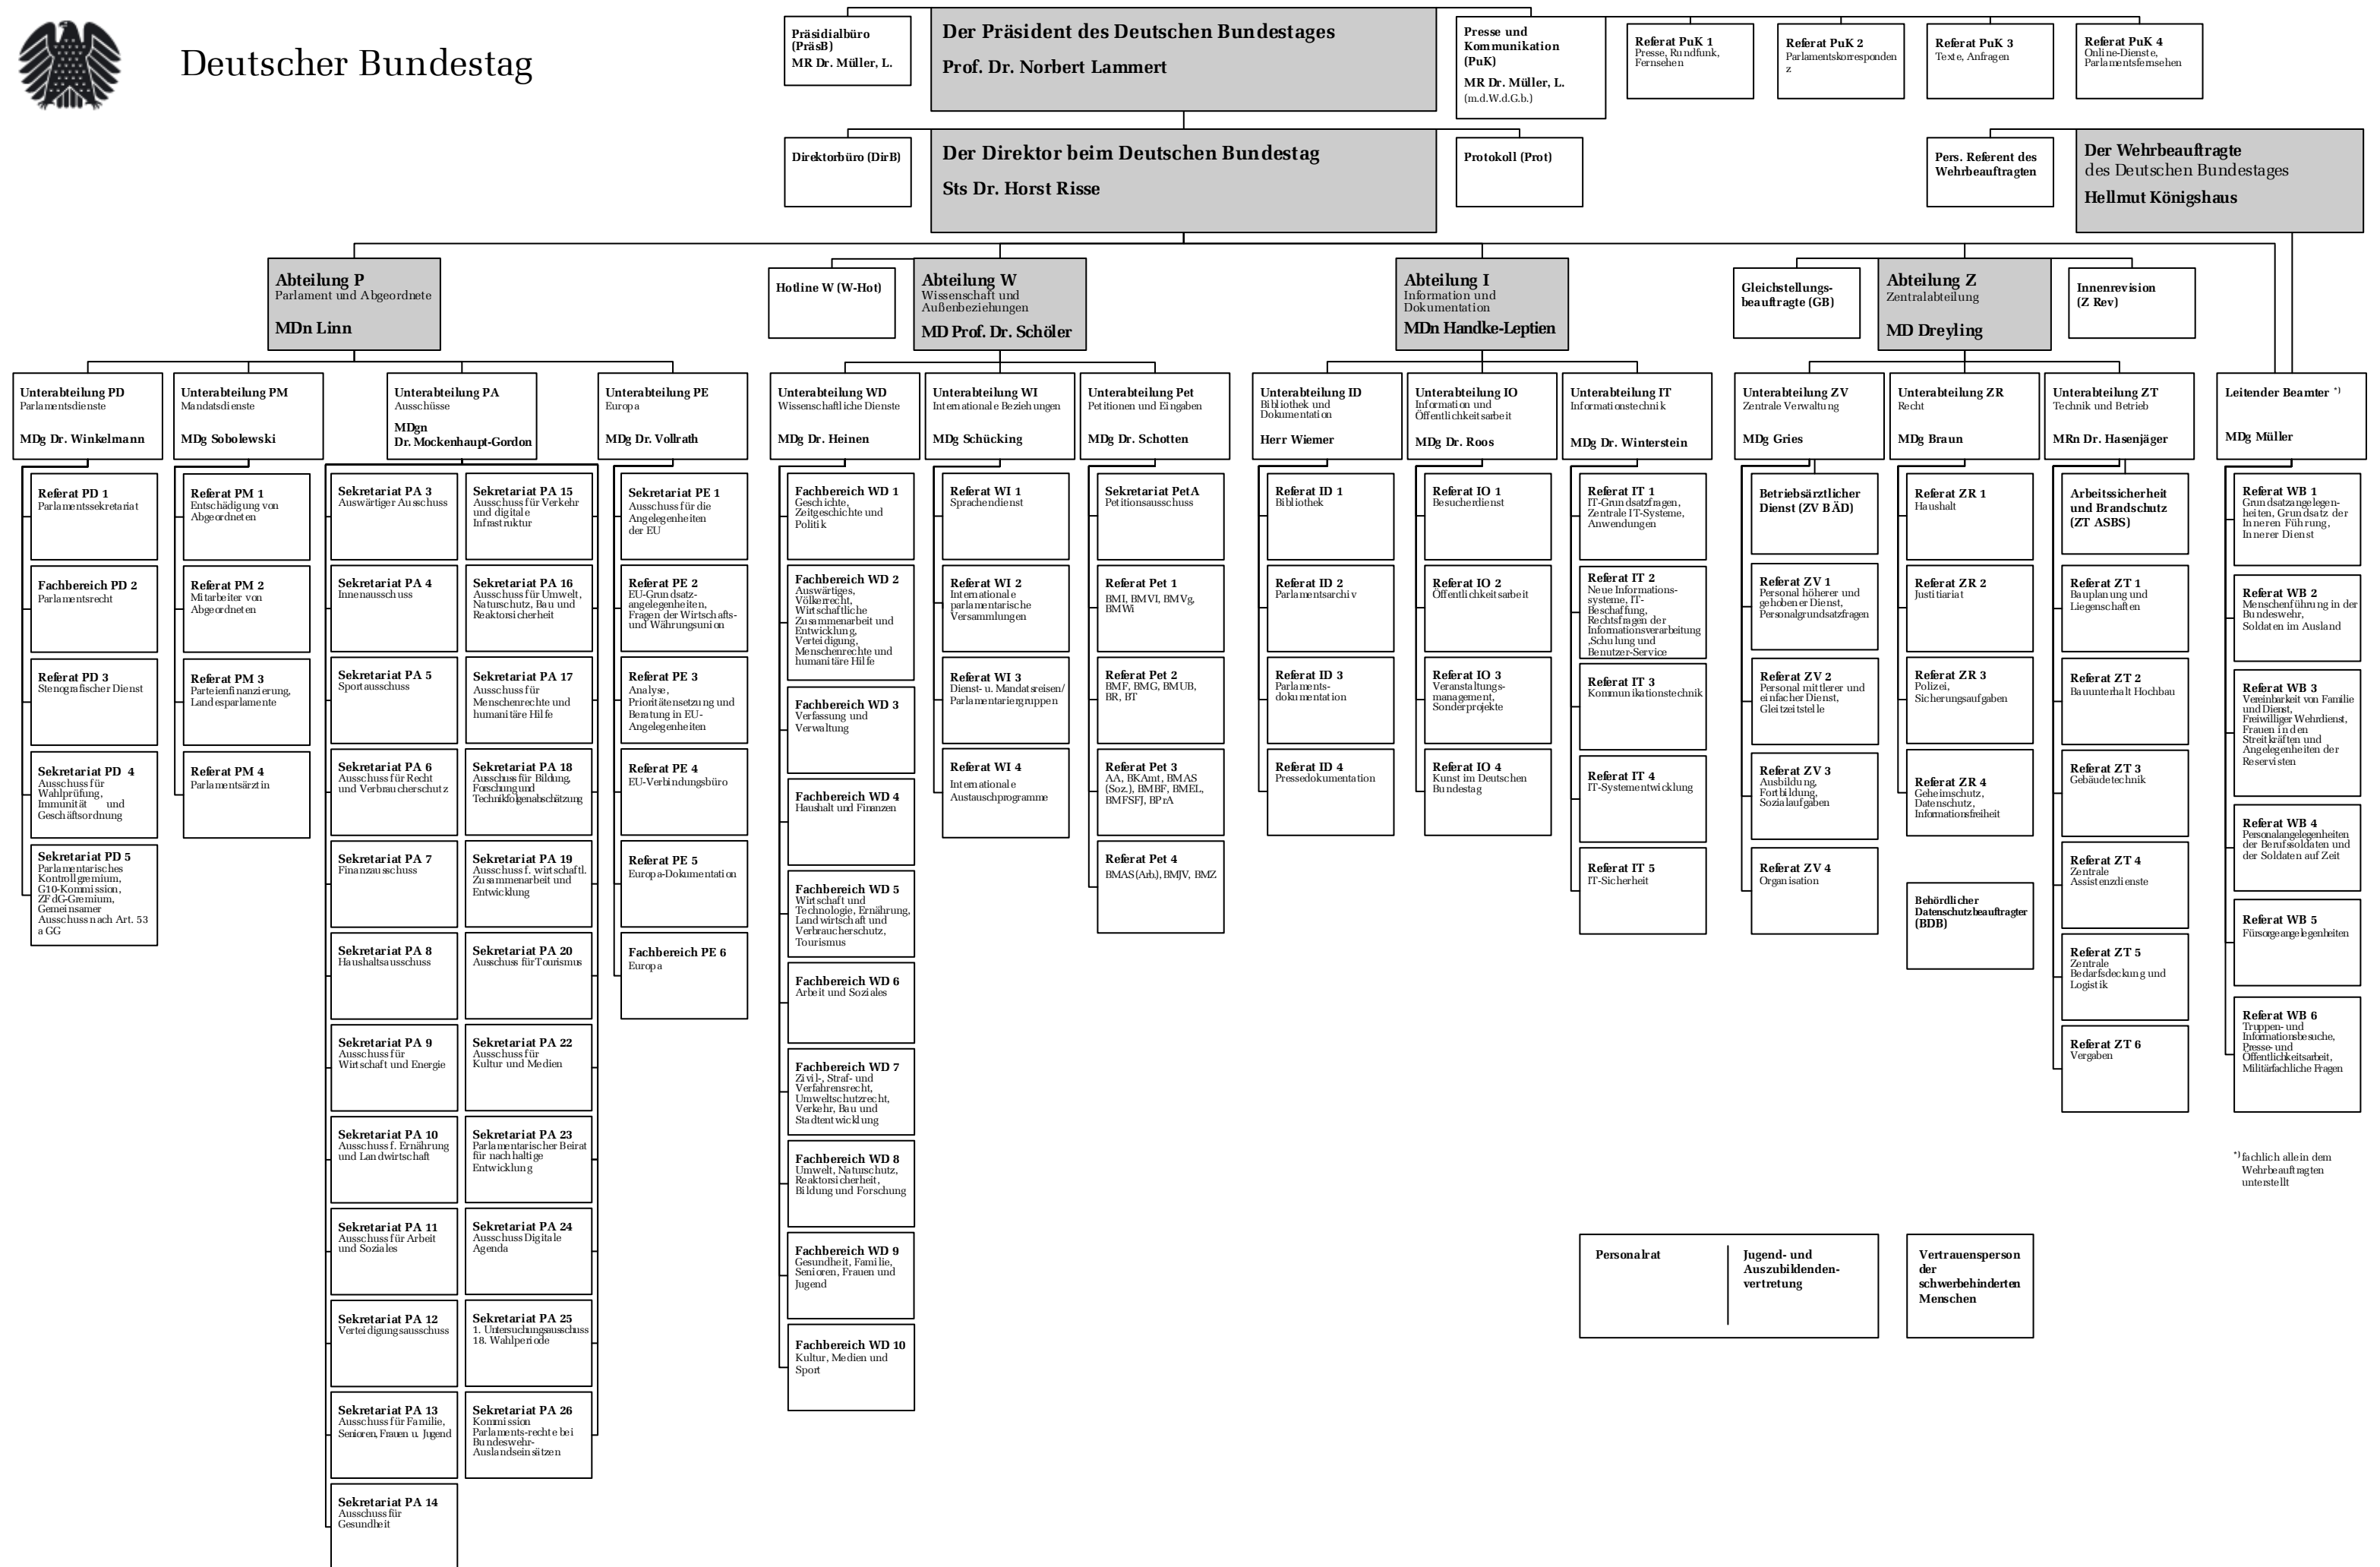 Deutscher Bundestag
Präsidialbüro
(PräsB)
MR Dr. Müller, L.
Der Präsident des Deutschen Bundestages
Prof. Dr. Norbert Lammert
Presse und
Kommunikation
(PuK)
MR Dr. Müller, L.
(m.d.W.d.G.b.)
Referat PuK 1
Presse, Rundfunk,
Fernsehen
Referat PuK 2
Parlamentskorresponden
z
Referat PuK 3
Texte, Anfragen
Referat PuK 4
Online-Dienste,
Parlamentsfernsehen
Direktorbüro (DirB)
Der Direktor beim Deutschen Bundestag
Sts Dr. Horst Risse
Protokoll (Prot)
Pers. Referent des
Wehrbeauftragten
Der Wehrbeauftragte
des Deutschen Bundestages
Hellmut Königshaus
Abteilung P
Parlament und Abgeordnete
MDn Linn
Hotline W (W-Hot)
Abteilung W
Wissenschaft und
Außenbeziehungen
MD Prof. Dr. Schöler
Abteilung I
Information und
Dokumentation
MDn Handke-Leptien
Gleichstellungs-
beauftragte (GB)
Abteilung Z
Zentralabteilung
MD Dreyling
Innenrevision
(Z Rev)
Unterabteilung PD
Parlamentsdienste
MDg Dr. Winkelmann
Unterabteilung PM
Mandatsdienste
MDg Sobolewski
Unterabteilung PA
Ausschüsse
MDgn
Dr. Mockenhaupt-Gordon
Unterabteilung PE
Europa
MDg Dr. Vollrath
Unterabteilung WD
Wissenschaftliche Dienste
MDg Dr. Heinen
Unterabteilung WI
Internationale Beziehungen
MDg Schücking
Unterabteilung Pet
Petitionen und Eingaben
MDg Dr. Schotten
Unterabteilung ID
Bibliothek und
Dokumentation
Herr Wiemer
Unterabteilung IO
Information und
Öffentlichkeitsarbeit
MDg Dr. Roos
Unterabteilung IT
Informationstechnik
MDg Dr. Winterstein
Unterabteilung ZV
Zentrale Verwaltung
MDg Gries
Unterabteilung ZR
Recht
MDg Braun
Unterabteilung ZT
Technik und Betrieb
MRn Dr. Hasenjäger
Leitender Beamter *)
MDg Müller
Referat PD 1
Parlamentssekretariat
Fachbereich PD 2
Parlamentsrecht
Referat PD 3
Stenografischer Dienst
Sekretariat PD 4
Ausschuss für
Wahlprüfung,
Immunität und
Geschäftsordnung
Sekretariat PD 5
Parlamentarisches
Kontrollgremium,
G10-Kommission,
ZFdG-Gremium,
Gemeinsamer
Ausschuss nach Art. 53
a GG
Referat PM 1
Entschädigung von
Abgeordneten
Referat PM 2
Mitarbeiter von
Abgeordneten
Referat PM 3
Parteienfinanzierung,
Landesparlamente
Referat PM 4
Parlamentsärztin
Sekretariat PA 3
Auswärtiger Ausschuss
Sekretariat PA 4
Innenausschuss
Sekretariat PA 5
Sportausschuss
Sekretariat PA 6
Ausschuss für Recht
und Verbraucherschutz
Sekretariat PA 7
Finanzausschuss
Sekretariat PA 8
Haushaltsausschuss
Sekretariat PA 9
Ausschuss für
Wirtschaft und Energie
Sekretariat PA 10
Ausschuss f. Ernährung
und Landwirtschaft
Sekretariat PA 11
Ausschuss für Arbeit
und Soziales
Sekretariat PA 12
Verteidigungsausschuss
Sekretariat PA 13
Ausschuss für Familie,
Senioren, Frauen u. Jugend
Sekretariat PA 14
Ausschuss für
Gesundheit
Sekretariat PA 15
Ausschuss für Verkehr
und digitale
Infrastruktur
Sekretariat PA 16
Ausschuss für Umwelt,
Naturschutz, Bau und
Reaktorsicherheit
Sekretariat PA 17
Ausschuss für
Menschenrechte und
humanitäre Hilfe
Sekretariat PA 18
Ausschuss für Bildung,
Forschung und
Technikfolgenabschätzung
Sekretariat PA 19
Ausschuss f. wirtschaftl.
Zusammenarbeit und
Entwicklung
Sekretariat PA 20
Ausschuss für Tourismus
Sekretariat PA 22
Ausschuss für
Kultur und Medien
Sekretariat PA 23
Parlamentarischer Beirat
für nachhaltige
Entwicklung
Sekretariat PA 24
Ausschuss Digitale
Agenda
Sekretariat PA 25
1. Untersuchungsausschuss
18. Wahlperiode
Sekretariat PA 26
Kommission
Parlaments-rechte bei
Bundeswehr-
Auslandseinsätzen
Sekretariat PE 1
Ausschuss für die
Angelegenheiten
der EU
Referat PE 2
EU-Grundsatz-
angelegenheiten,
Fragen der Wirtschafts-
und Währungsunion
Referat PE 3
Analyse,
Prioritätensetzung und
Beratung in EU-
Angelegenheiten
Referat PE 4
EU-Verbindungsbüro
Referat PE 5
Europa-Dokumentation
Fachbereich PE 6
Europa
Fachbereich WD 1
Geschichte,
Zeitgeschichte und
Politik
Fachbereich WD 2
Auswärtiges,
Völkerrecht,
Wirtschaftliche
Zusammenarbeit und
Entwicklung,
Verteidigung,
Menschenrechte und
humanitäre Hilfe
Fachbereich WD 3
Verfassung und
Verwaltung
Fachbereich WD 4
Haushalt und Finanzen
Fachbereich WD 5
Wirtschaft und
Technologie, Ernährung,
Landwirtschaft und
Verbraucherschutz,
Tourismus
Fachbereich WD 6
Arbeit und Soziales
Fachbereich WD 7
Zivil-, Straf- und
Verfahrensrecht,
Umweltschutzrecht,
Verkehr, Bau und
Stadtentwicklung
Fachbereich WD 8
Umwelt, Naturschutz,
Reaktorsicherheit,
Bildung und Forschung
Fachbereich WD 9
Gesundheit, Familie,
Senioren, Frauen und
Jugend
Fachbereich WD 10
Kultur, Medien und
Sport
Referat WI 1
Sprachendienst
Referat WI 2
Internationale
parlamentarische
Versammlungen
Referat WI 3
Dienst- u. Mandatsreisen/
Parlamentariergruppen
Referat WI 4
Internationale
Austauschprogramme
Sekretariat PetA
Petitionsausschuss
Referat Pet 1
BMI, BMVI, BMVg,
BMWi
Referat Pet 2
BMF, BMG, BMUB,
BR, BT
Referat Pet 3
AA, BKAmt, BMAS
(Soz.), BMBF, BMEL,
BMFSFJ, BPrA
Referat Pet 4
BMAS (Arb.), BMJV, BMZ
Referat ID 1
Bibliothek
Referat ID 2
Parlamentsarchiv
Referat ID 3
Parlaments-
dokumentation
Referat ID 4
Pressedokumentation
Referat IO 1
Besucherdienst
Referat IO 2
Öffentlichkeitsarbeit
Referat IO 3
Veranstaltungs-
management,
Sonderprojekte
Referat IO 4
Kunst im Deutschen
Bundestag
Referat IT 1
IT-Grundsatzfragen,
Zentrale IT-Systeme,
Anwendungen
Referat IT 2
Neue Informations-
systeme, IT-
Beschaffung,
Rechtsfragen der
Informationsverarbeitung
,Schulung und
Benutzer-Service
Referat IT 3
Kommunikationstechnik
Referat IT 4
IT-Systementwicklung
Referat IT 5
IT-Sicherheit
Betriebsärztlicher
Dienst (ZV BÄD)
Referat ZV 1
Personal höherer und
gehobener Dienst,
Personalgrundsatzfragen
Referat ZV 2
Personal mittlerer und
einfacher Dienst,
Gleitzeitstelle
Referat ZV 3
Ausbildung,
Fortbildung,
Sozialaufgaben
Referat ZV 4
Organisation
Referat ZR 1
Haushalt
Referat ZR 2
Justitiariat
Referat ZR 3
Polizei,
Sicherungsaufgaben
Referat ZR 4
Geheimschutz,
Datenschutz,
Informationsfreiheit
Behördlicher
Datenschutzbeauftragter
(BDB)
Arbeitssicherheit
und Brandschutz
(ZT ASBS)
Referat ZT 1
Bauplanung und
Liegenschaften
Referat ZT 2
Bauunterhalt Hochbau
Referat ZT 3
Gebäudetechnik
Referat ZT 4
Zentrale
Assistenzdienste
Referat ZT 5
Zentrale
Bedarfsdeckung und
Logistik
Referat ZT 6
Vergaben
Referat WB 1
Grundsatzangelegen-
heiten, Grundsatz der
Inneren Führung,
Innerer Dienst
Referat WB 2
Menschenführung in der
Bundeswehr,
Soldaten im Ausland
Referat WB 3
Vereinbarkeit von Familie
und Dienst,
Freiwilliger Wehrdienst,
Frauen in den
Streitkräften und
Angelegenheiten der
Reservisten
Referat WB 4
Personalangelegenheiten
der Berufssoldaten und
der Soldaten auf Zeit
Referat WB 5
Fürsorgeangelegenheiten
Referat WB 6
Truppen- und
Informationsbesuche,
Presse- und
Öffentlichkeitsarbeit,
Militärfachliche Fragen
*) fachlich allein dem
Wehrbeauftragten
unterstellt
Personalrat
Jugend- und
Auszubildenden-
vertretung
Vertrauensperson
der
schwerbehinderten
Menschen